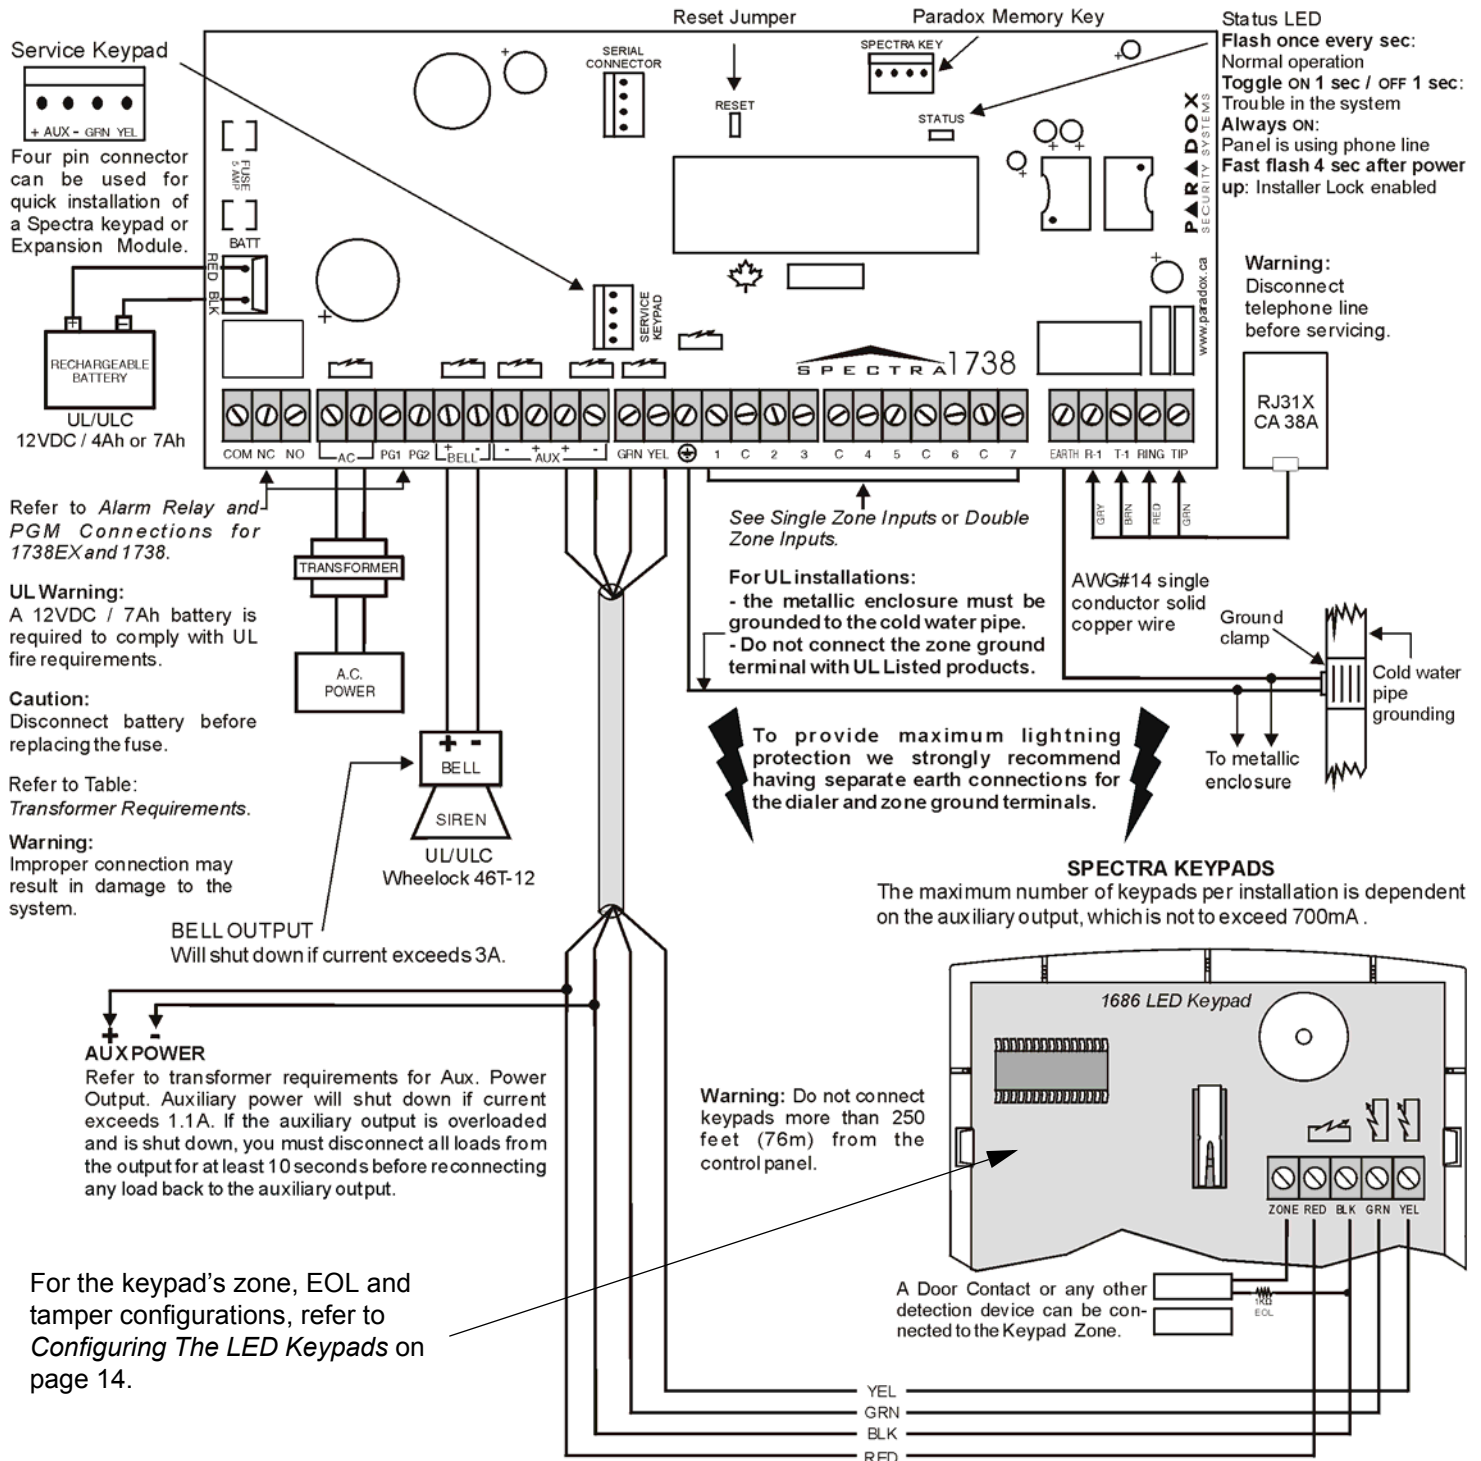 Reset Jumper
Paradox Memory Key
Status LED
Flash once every sec:
Normal operation
Toggle ON 1 sec / OFF 1 sec:
Trouble in the system
Always ON:
Panel is using phone line
Fast flash 4 sec after power
up: Installer Lock enabled
Service Keypad
+ AUX - GRN YEL
Four pin connector
can be used for
quick installation of
a Spectra keypad or
Expansion Module.
SERIAL
CONNECTOR
RESET
SPECTRA KEY
STATUS
PARADOX
SECURITY SYSTEMS
www.paradox.ca
FUSE
5 AMP
BATT
RED
BLK
+ -
RECHARGEABLE
BATTERY
UL/ULC
12VDC / 4Ah or 7Ah
SERVICE
KEYPAD
SPECTRA 1738
Warning:
Disconnect
telephone line
before servicing.
RJ31X
CA 38A
COM NC NO AC PG1 PG2 + BELL - - AUX + + - GRN YEL 1 C 2 3 C 4 5 C 6 C 7 EARTH R-1 T-1 RING TIP
GRY
BRN
RED
GRN
Refer to Alarm Relay and
PGM Connections for
1738EX and 1738.
UL Warning:
A 12VDC / 7Ah battery is
required to comply with UL
fire requirements.
Caution:
Disconnect battery before
replacing the fuse.
Refer to Table:
Transformer Requirements.
Warning:
Improper connection may
result in damage to the
system.
TRANSFORMER
A.C.
POWER
+ -
BELL
SIREN
UL/ULC
Wheelock 46T-12
BELL OUTPUT
Will shut down if current exceeds 3A.
See Single Zone Inputs or Double
Zone Inputs.
For UL installations:
- the metallic enclosure must be
grounded to the cold water pipe.
- Do not connect the zone ground
terminal with UL Listed products.
AWG#14 single
conductor solid
copper wire
Ground
clamp
Cold water
pipe
grounding
To metallic
enclosure
To provide maximum lightning
protection we strongly recommend
having separate earth connections for
the dialer and zone ground terminals.
SPECTRA KEYPADS
The maximum number of keypads per installation is dependent
on the auxiliary output, which is not to exceed 700mA .
+ -
AUX POWER
Refer to transformer requirements for Aux. Power
Output. Auxiliary power will shut down if current
exceeds 1.1A. If the auxiliary output is overloaded
and is shut down, you must disconnect all loads from
the output for at least 10 seconds before reconnecting
any load back to the auxiliary output.
Warning: Do not connect
keypads more than 250
feet (76m) from the
control panel.
1686 LED Keypad
ZONE RED BLK GRN YEL
A Door Contact or any other
detection device can be con-
nected to the Keypad Zone.
1KΩ
EOL
For the keypad's zone, EOL and
tamper configurations, refer to
Configuring The LED Keypads on
page 14.
YEL
GRN
BLK
RED